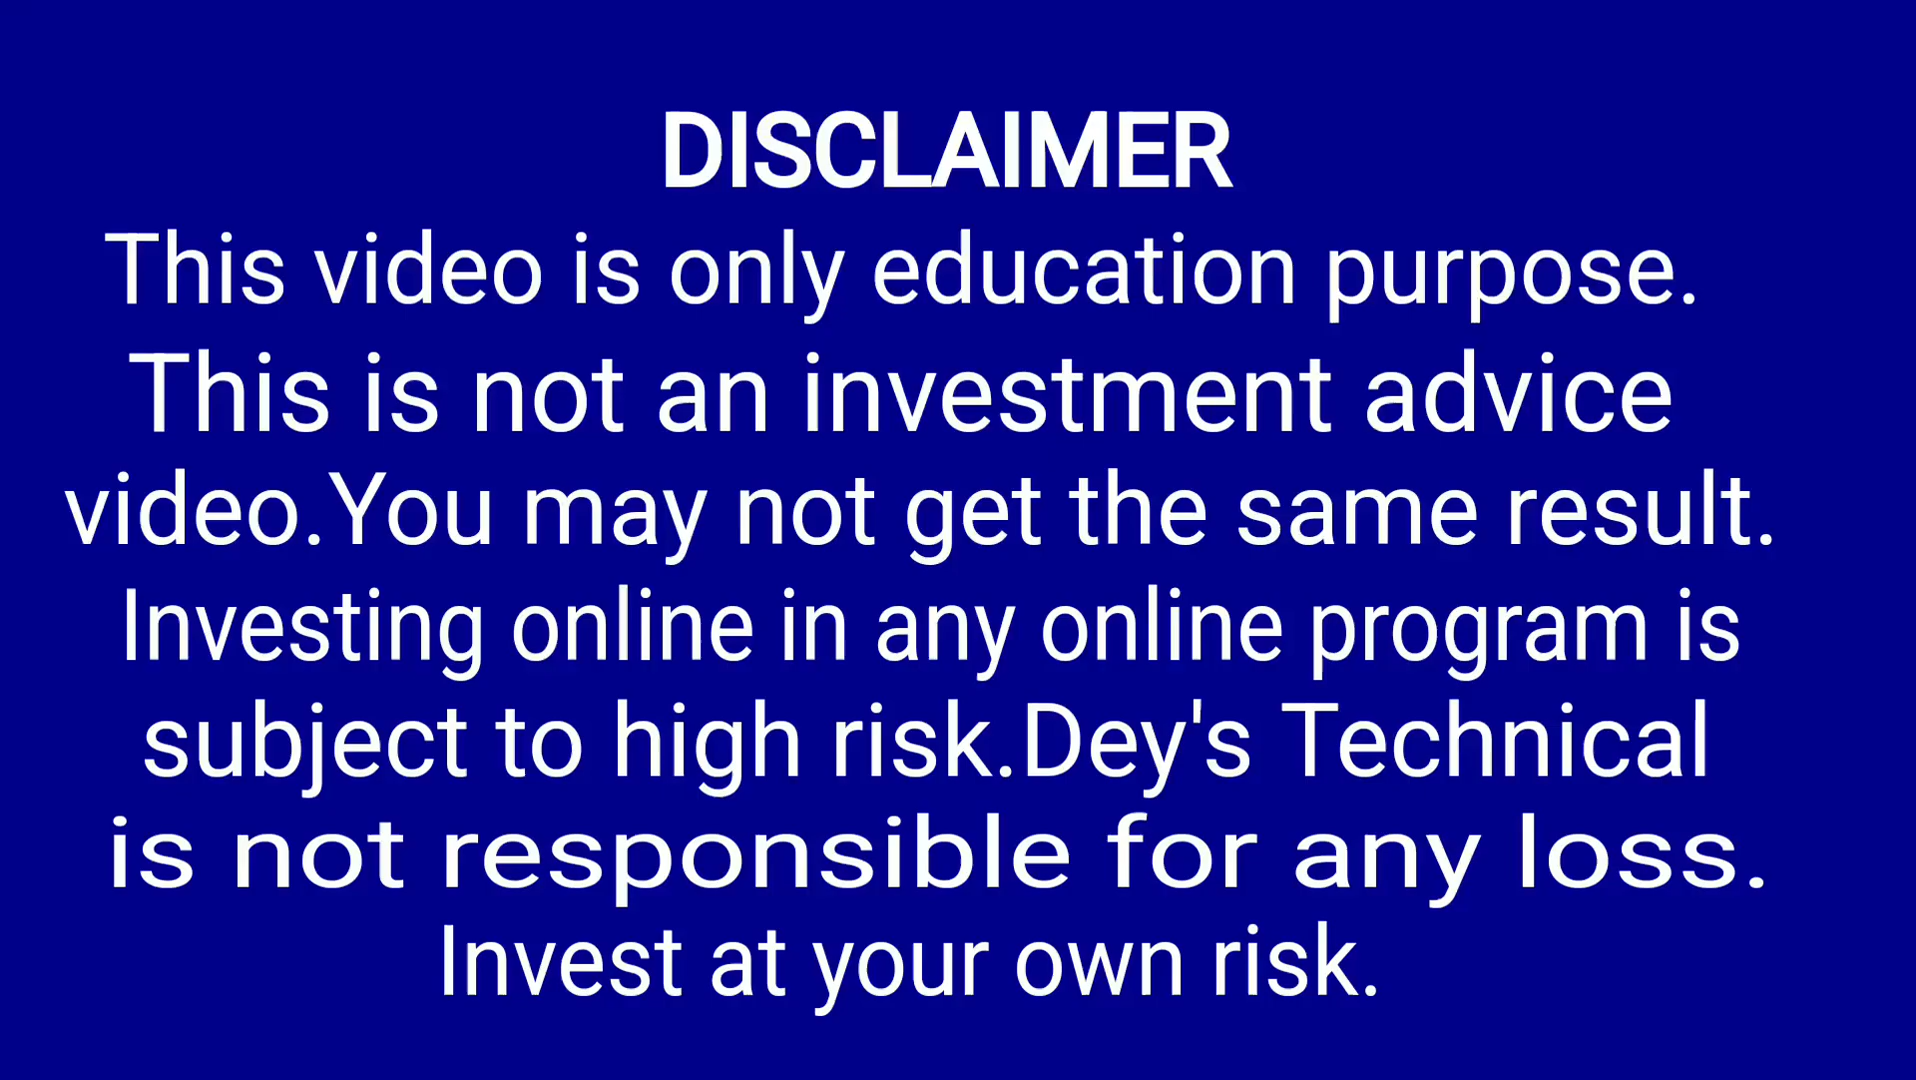 DISCLAIMER
This video is only education purpose.
This is not an investment advice
video.You may not get the same result.
Investing online in any online program is
subject to high risk.Dey's Technical
is not responsible for any loss.
Invest at your own risk.